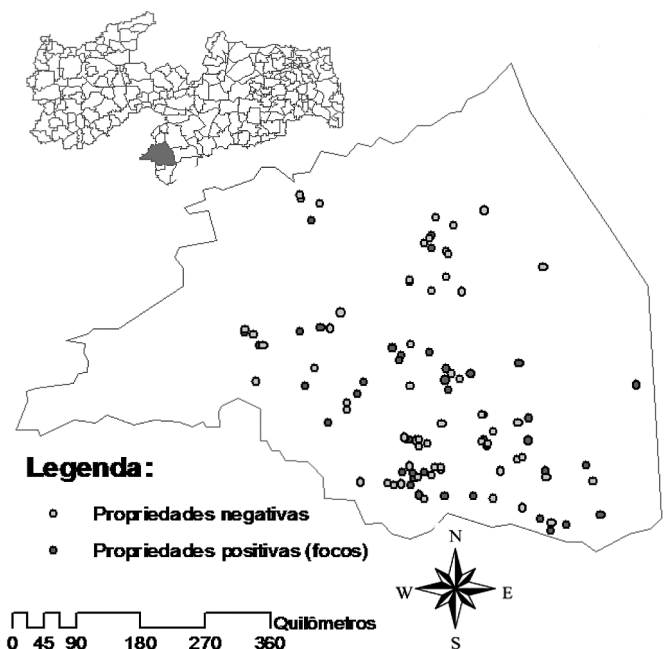 Legenda:
Propriedades negativas
Propriedades positivas (focos)
N
W E
S
Quilômetros
0 45 90 180 270 360